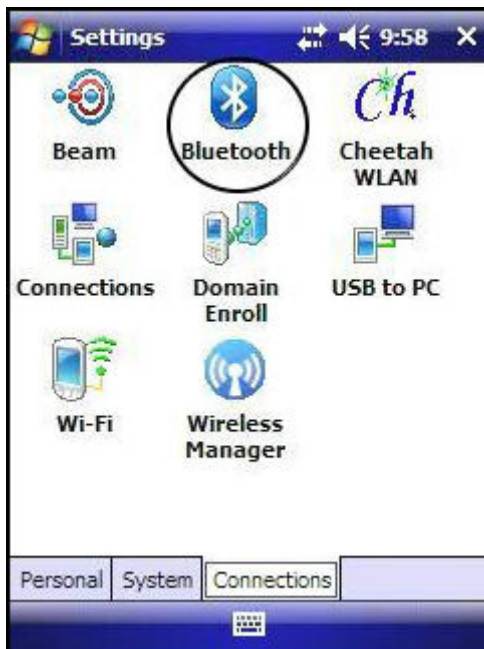 Settings 9:58
Beam
Bluetooth
Ch
Cheetah
WLAN
Connections
Domain
Enroll
USB to PC
Wi-Fi
Wireless
Manager
Personal System Connections